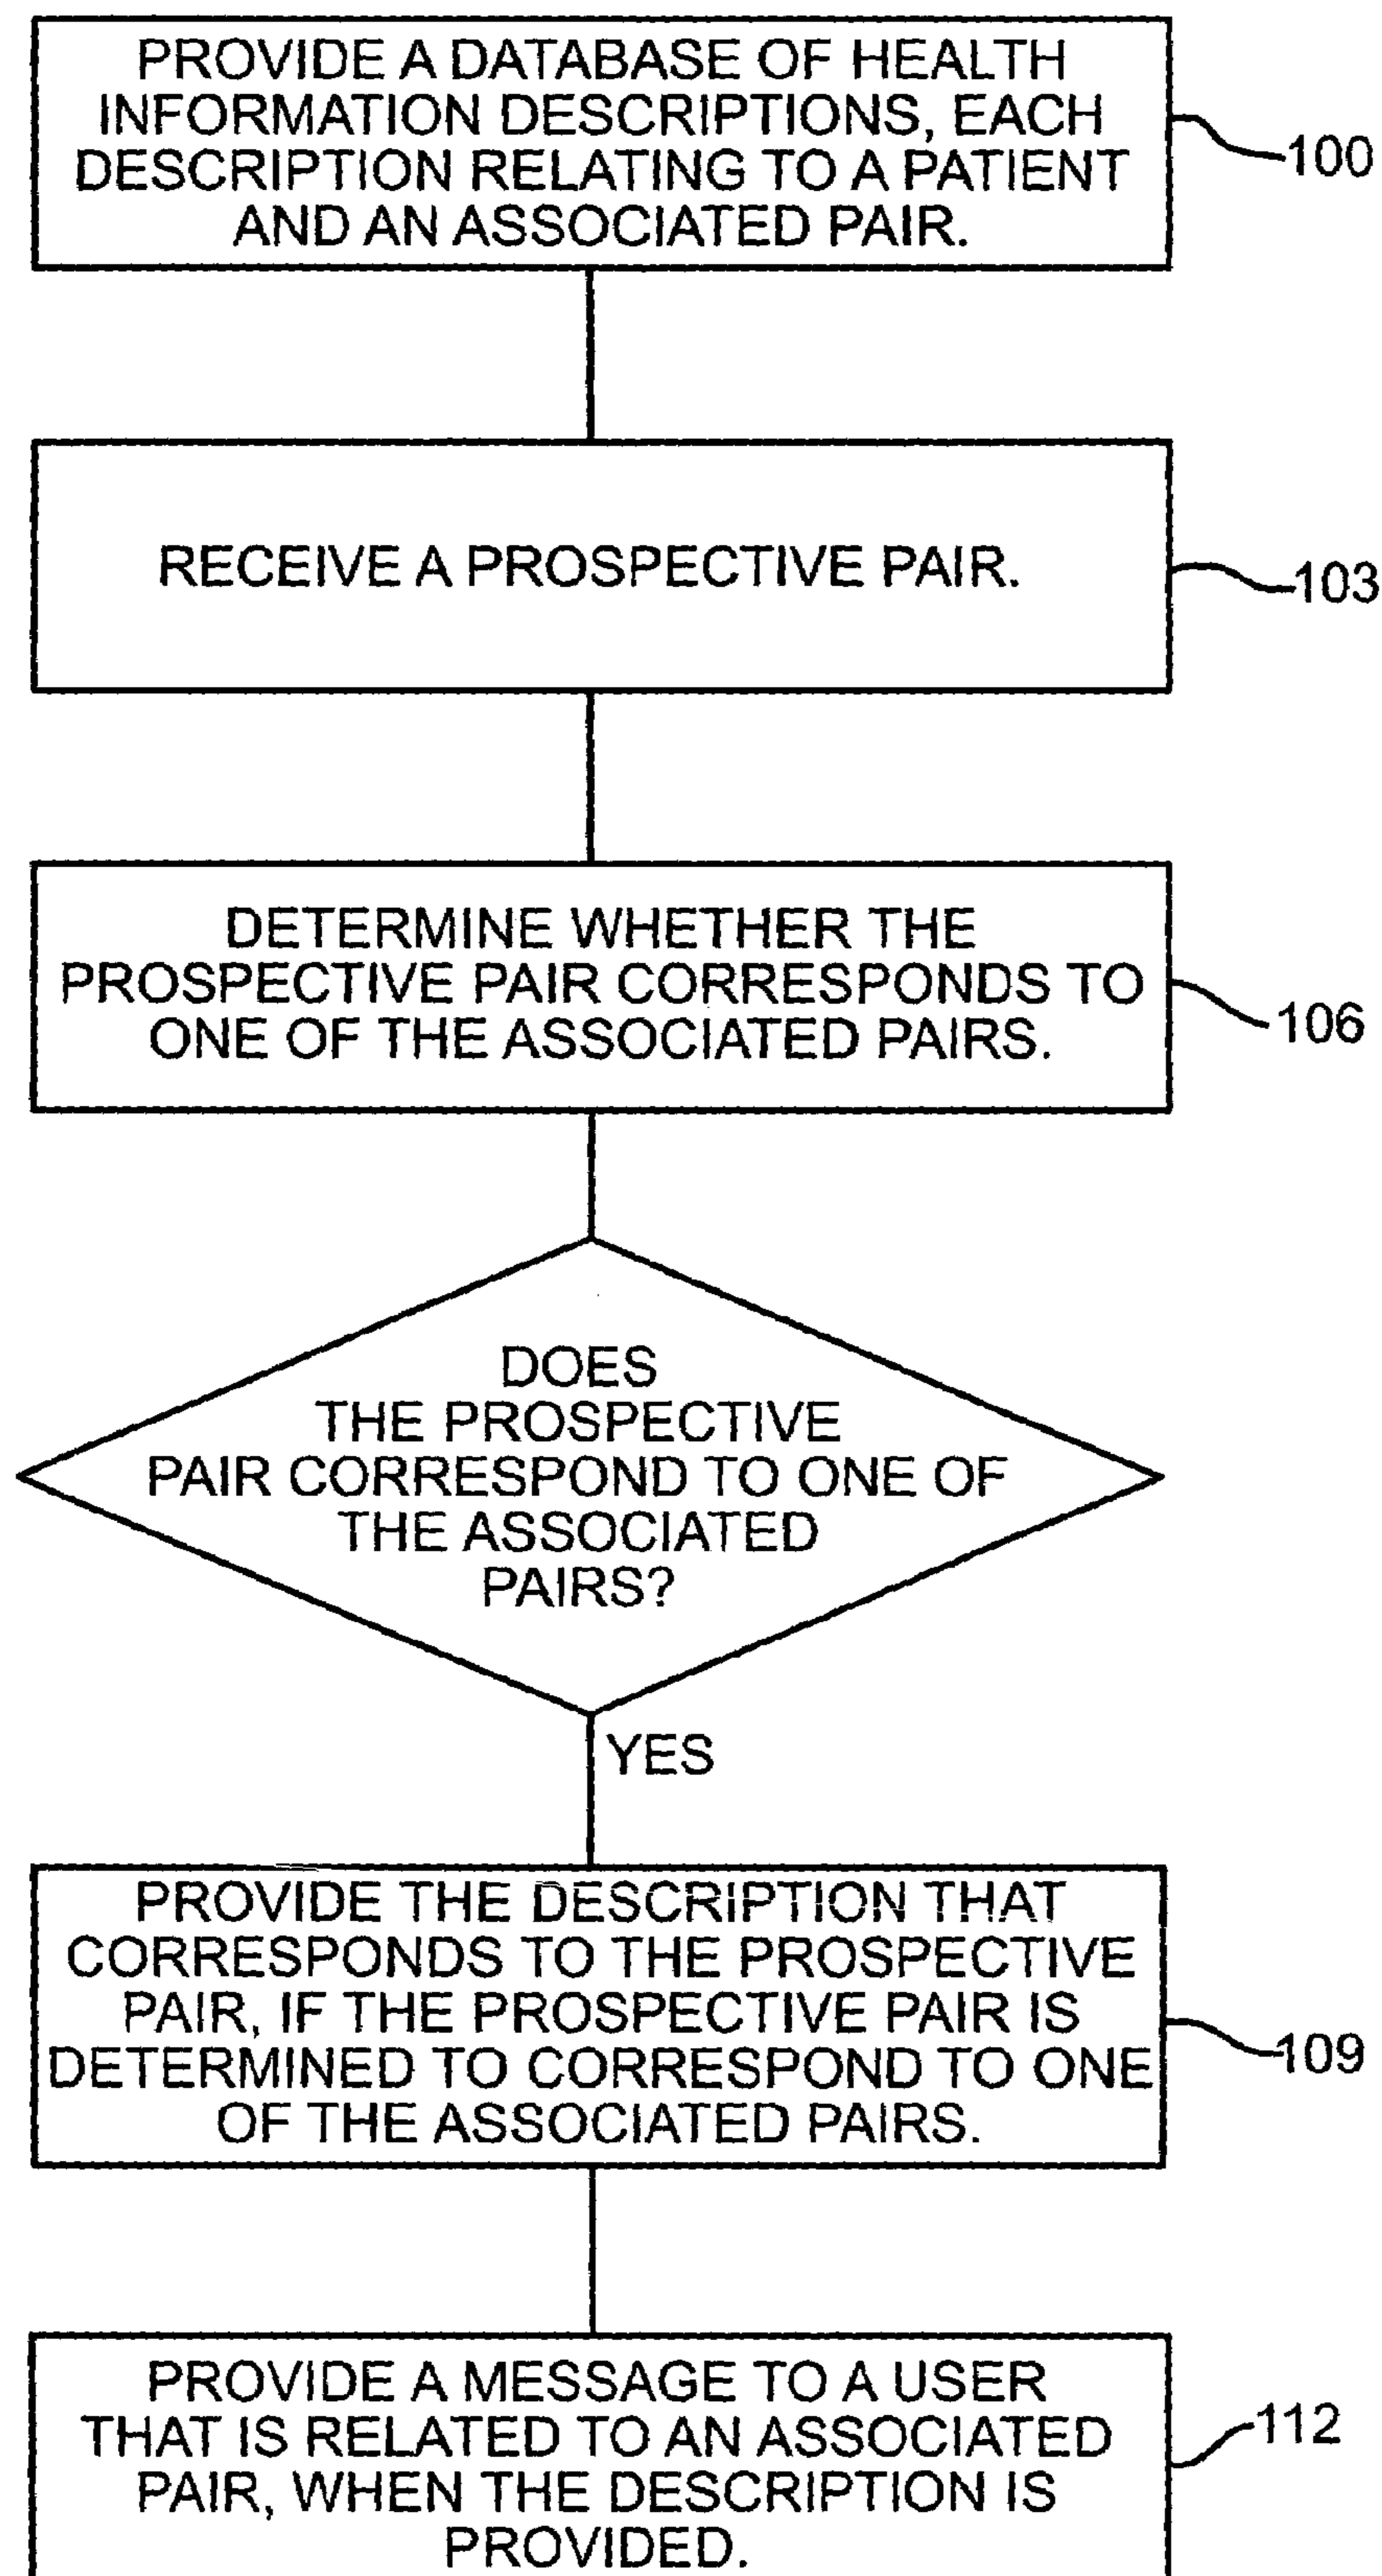 PROVIDE A DATABASE OF HEALTH
INFORMATION DESCRIPTIONS, EACH
DESCRIPTION RELATING TO A PATIENT
AND AN ASSOCIATED PAIR.
100
RECEIVE A PROSPECTIVE PAIR.
103
DETERMINE WHETHER THE
PROSPECTIVE PAIR CORRESPONDS TO
ONE OF THE ASSOCIATED PAIRS.
106
DOES
THE PROSPECTIVE
PAIR CORRESPOND TO ONE OF
THE ASSOCIATED
PAIRS?
YES
PROVIDE THE DESCRIPTION THAT
CORRESPONDS TO THE PROSPECTIVE
PAIR, IF THE PROSPECTIVE PAIR IS
DETERMINED TO CORRESPOND TO ONE
OF THE ASSOCIATED PAIRS.
109
PROVIDE A MESSAGE TO A USER
THAT IS RELATED TO AN ASSOCIATED
PAIR, WHEN THE DESCRIPTION IS
PROVIDED.
112